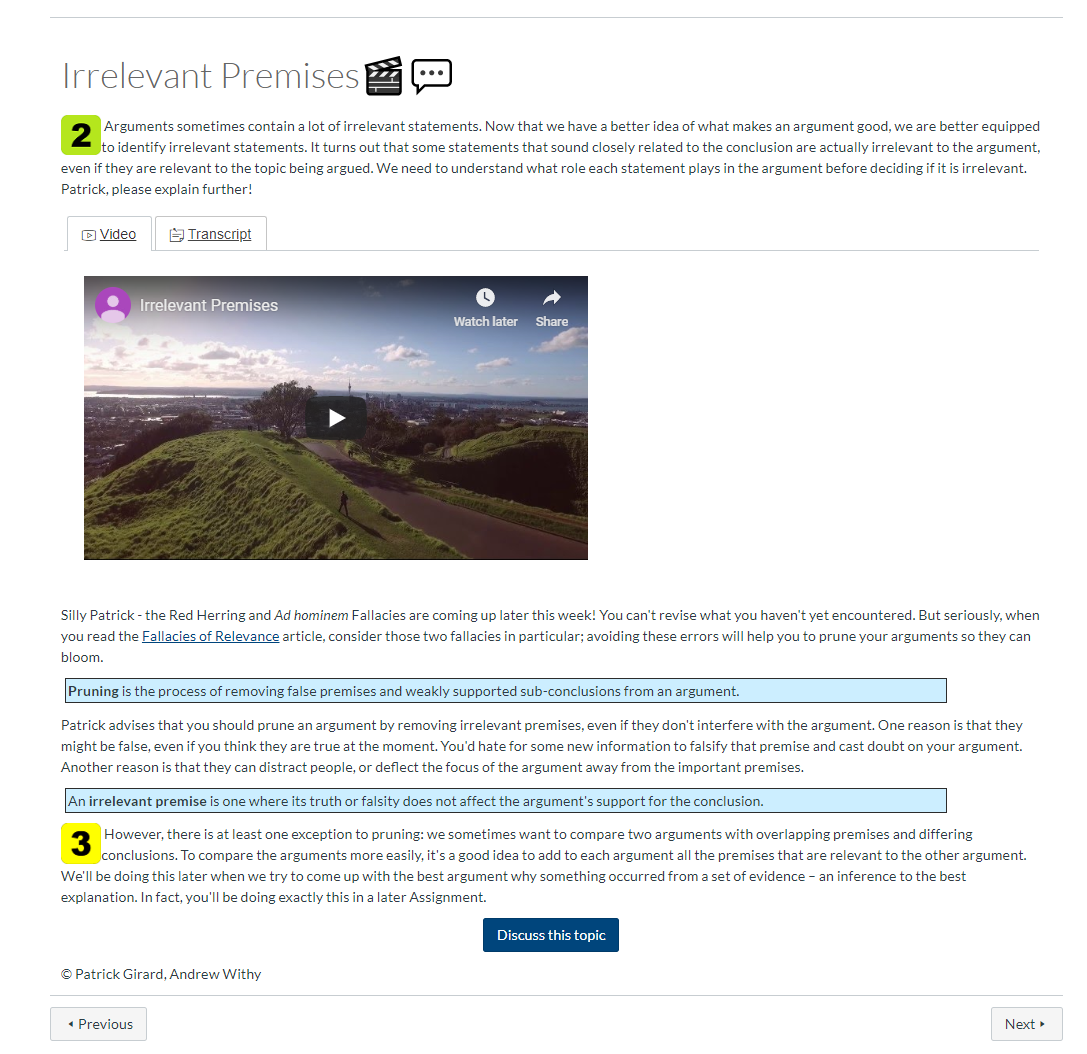 Irrelevant Premises
2 Arguments sometimes contain a lot of irrelevant statements. Now that we have a better idea of what makes an argument good, we are better equipped
to identify irrelevant statements. It turns out that some statements that sound closely related to the conclusion are actually irrelevant to the argument,
even if they are relevant to the topic being argued. We need to understand what role each statement plays in the argument before deciding if it is irrelevant.
Patrick, please explain further!
Video Transcript
Irrelevant Premises
Watch later Share
Silly Patrick - the Red Herring and Ad hominem Fallacies are coming up later this week! You can't revise what you haven't yet encountered. But seriously, when
you read the Fallacies of Relevance article, consider those two fallacies in particular; avoiding these errors will help you to prune your arguments so they can
bloom.
Pruning is the process of removing false premises and weakly supported sub-conclusions from an argument.
Patrick advises that you should prune an argument by removing irrelevant premises, even if they don't interfere with the argument. One reason is that they
might be false, even if you think they are true at the moment. You'd hate for some new information to falsify that premise and cast doubt on your argument.
Another reason is that they can distract people, or deflect the focus of the argument away from the important premises.
An irrelevant premise is one where its truth or falsity does not affect the argument's support for the conclusion.
3 However, there is at least one exception to pruning: we sometimes want to compare two arguments with overlapping premises and differing
conclusions. To compare the arguments more easily, it's a good idea to add to each argument all the premises that are relevant to the other argument.
We'll be doing this later when we try to come up with the best argument why something occurred from a set of evidence – an inference to the best
explanation. In fact, you'll be doing exactly this in a later Assignment.
Discuss this topic
© Patrick Girard, Andrew Withy
Previous Next